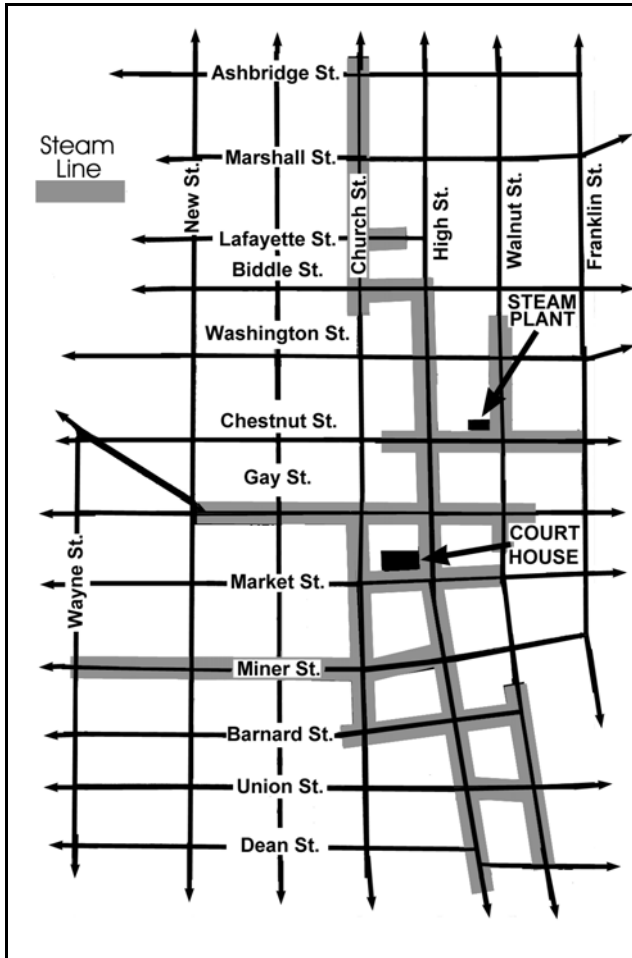 Ashbridge St.
Steam
Line
Marshall St.
New St.
Church St.
High St.
Walnut St.
Franklin St.
Lafayette St.
Biddle St.
STEAM
PLANT
Washington St.
Chestnut St.
Gay St.
COURT
HOUSE
Wayne St.
Market St.
Miner St.
Barnard St.
Union St.
Dean St.